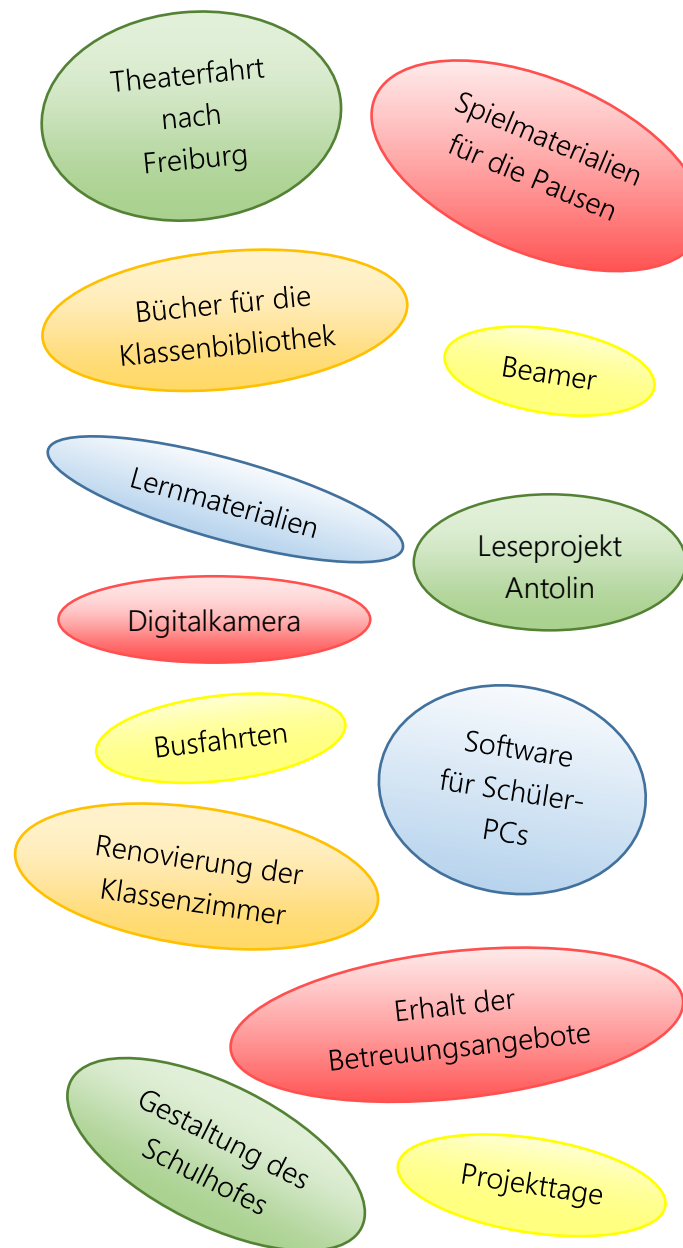 Theaterfahrt
nach
Freiburg
Spielmaterialien
für die Pausen
Bücher für die
Klassenbibliothek
Beamer
Lernmaterialien
Leseprojekt
Antolin
Digitalkamera
Busfahrten
Software
für Schüler-
PCs
Renovierung der
Klassenzimmer
Erhalt der
Betreuungsangebote
Gestaltung des
Schulhofes
Projekttage